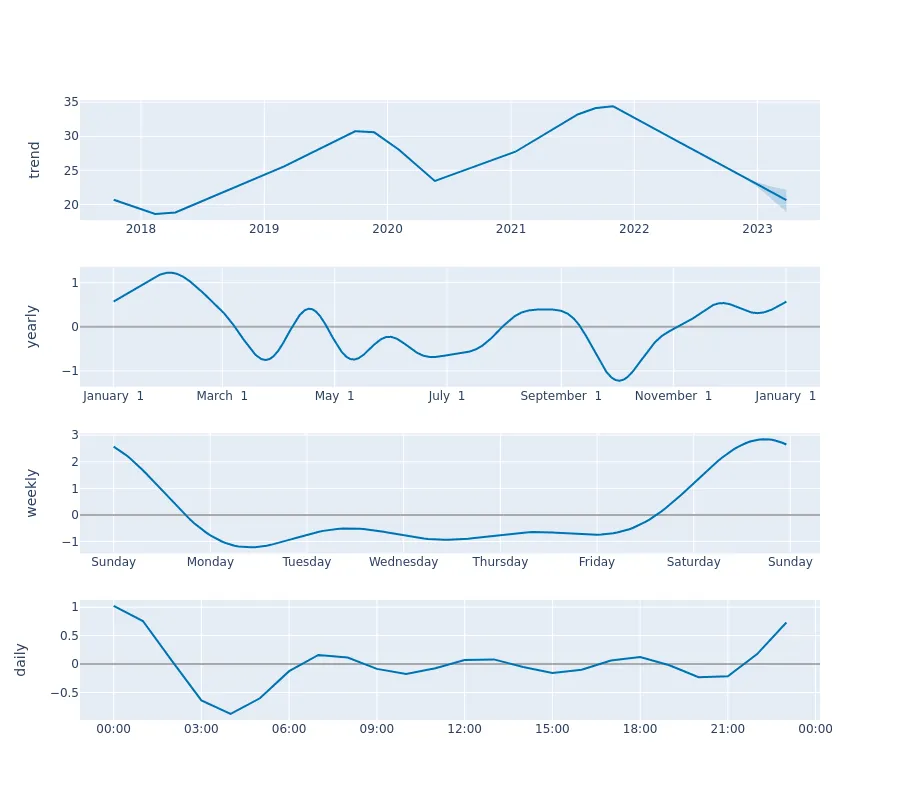 trend
35
30
25
20
2018 2019 2020 2021 2022 2023
yearly
1
0
−1
January 1 March 1 May 1 July 1 September 1 November 1 January 1
weekly
3
2
1
0
−1
Sunday Monday Tuesday Wednesday Thursday Friday Saturday Sunday
daily
1
0.5
0
−0.5
00:00 03:00 06:00 09:00 12:00 15:00 18:00 21:00 00:00